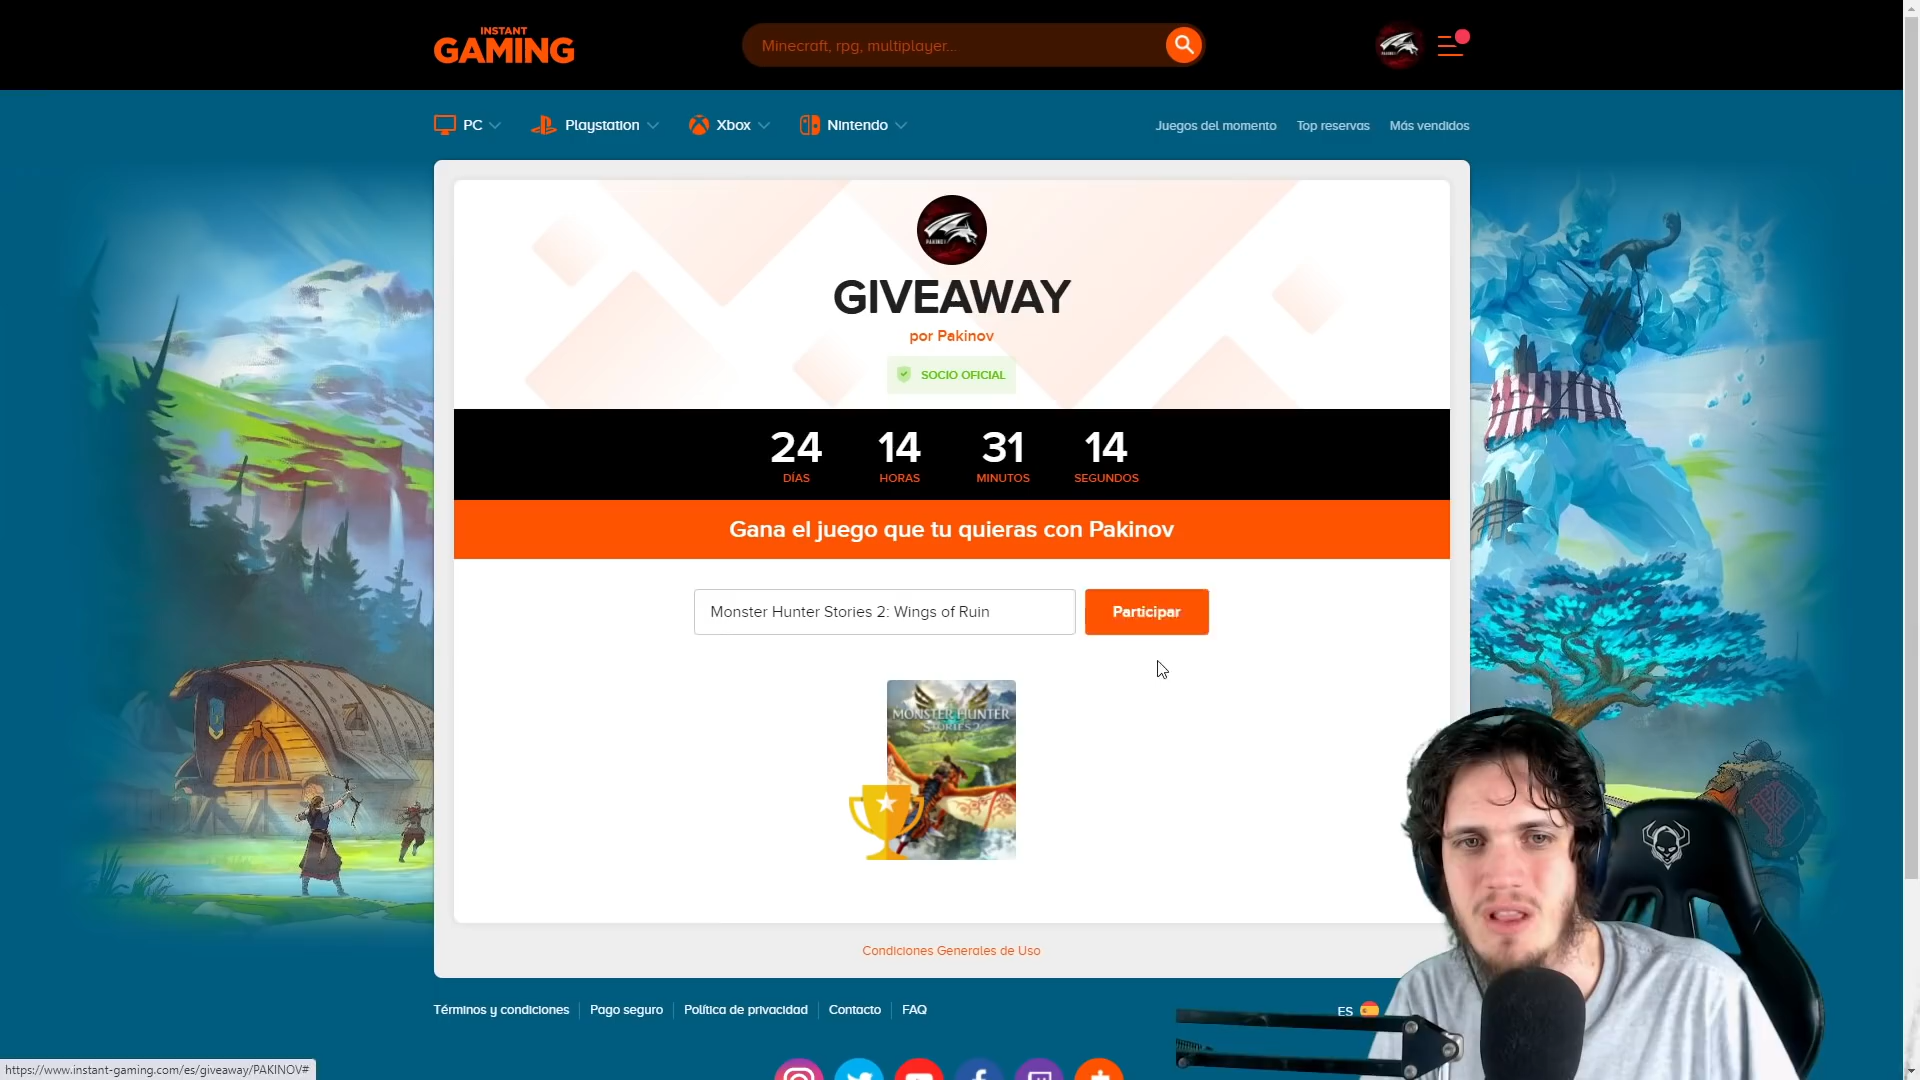 INSTANT
GAMING
Minecraft, rpg, multiplayer...
PC
Playstation
Xbox
Nintendo
Juegos del momento
Top reservas
Más vendidos
PAKINOV
GIVEAWAY
por Pakinov
SOCIO OFICIAL
24
14
31
14
DÍAS
HORAS
MINUTOS
SEGUNDOS
Gana el juego que tu quieras con Pakinov
Monster Hunter Stories 2: Wings of Ruin
Participar
MONSTER HUNTER
STORIES 2
Condiciones Generales de Uso
Términos y condiciones
Pago seguro
Política de privacidad
Contacto
FAQ
ES
https://www.instant-gaming.com/es/giveaway/PAKINOV#